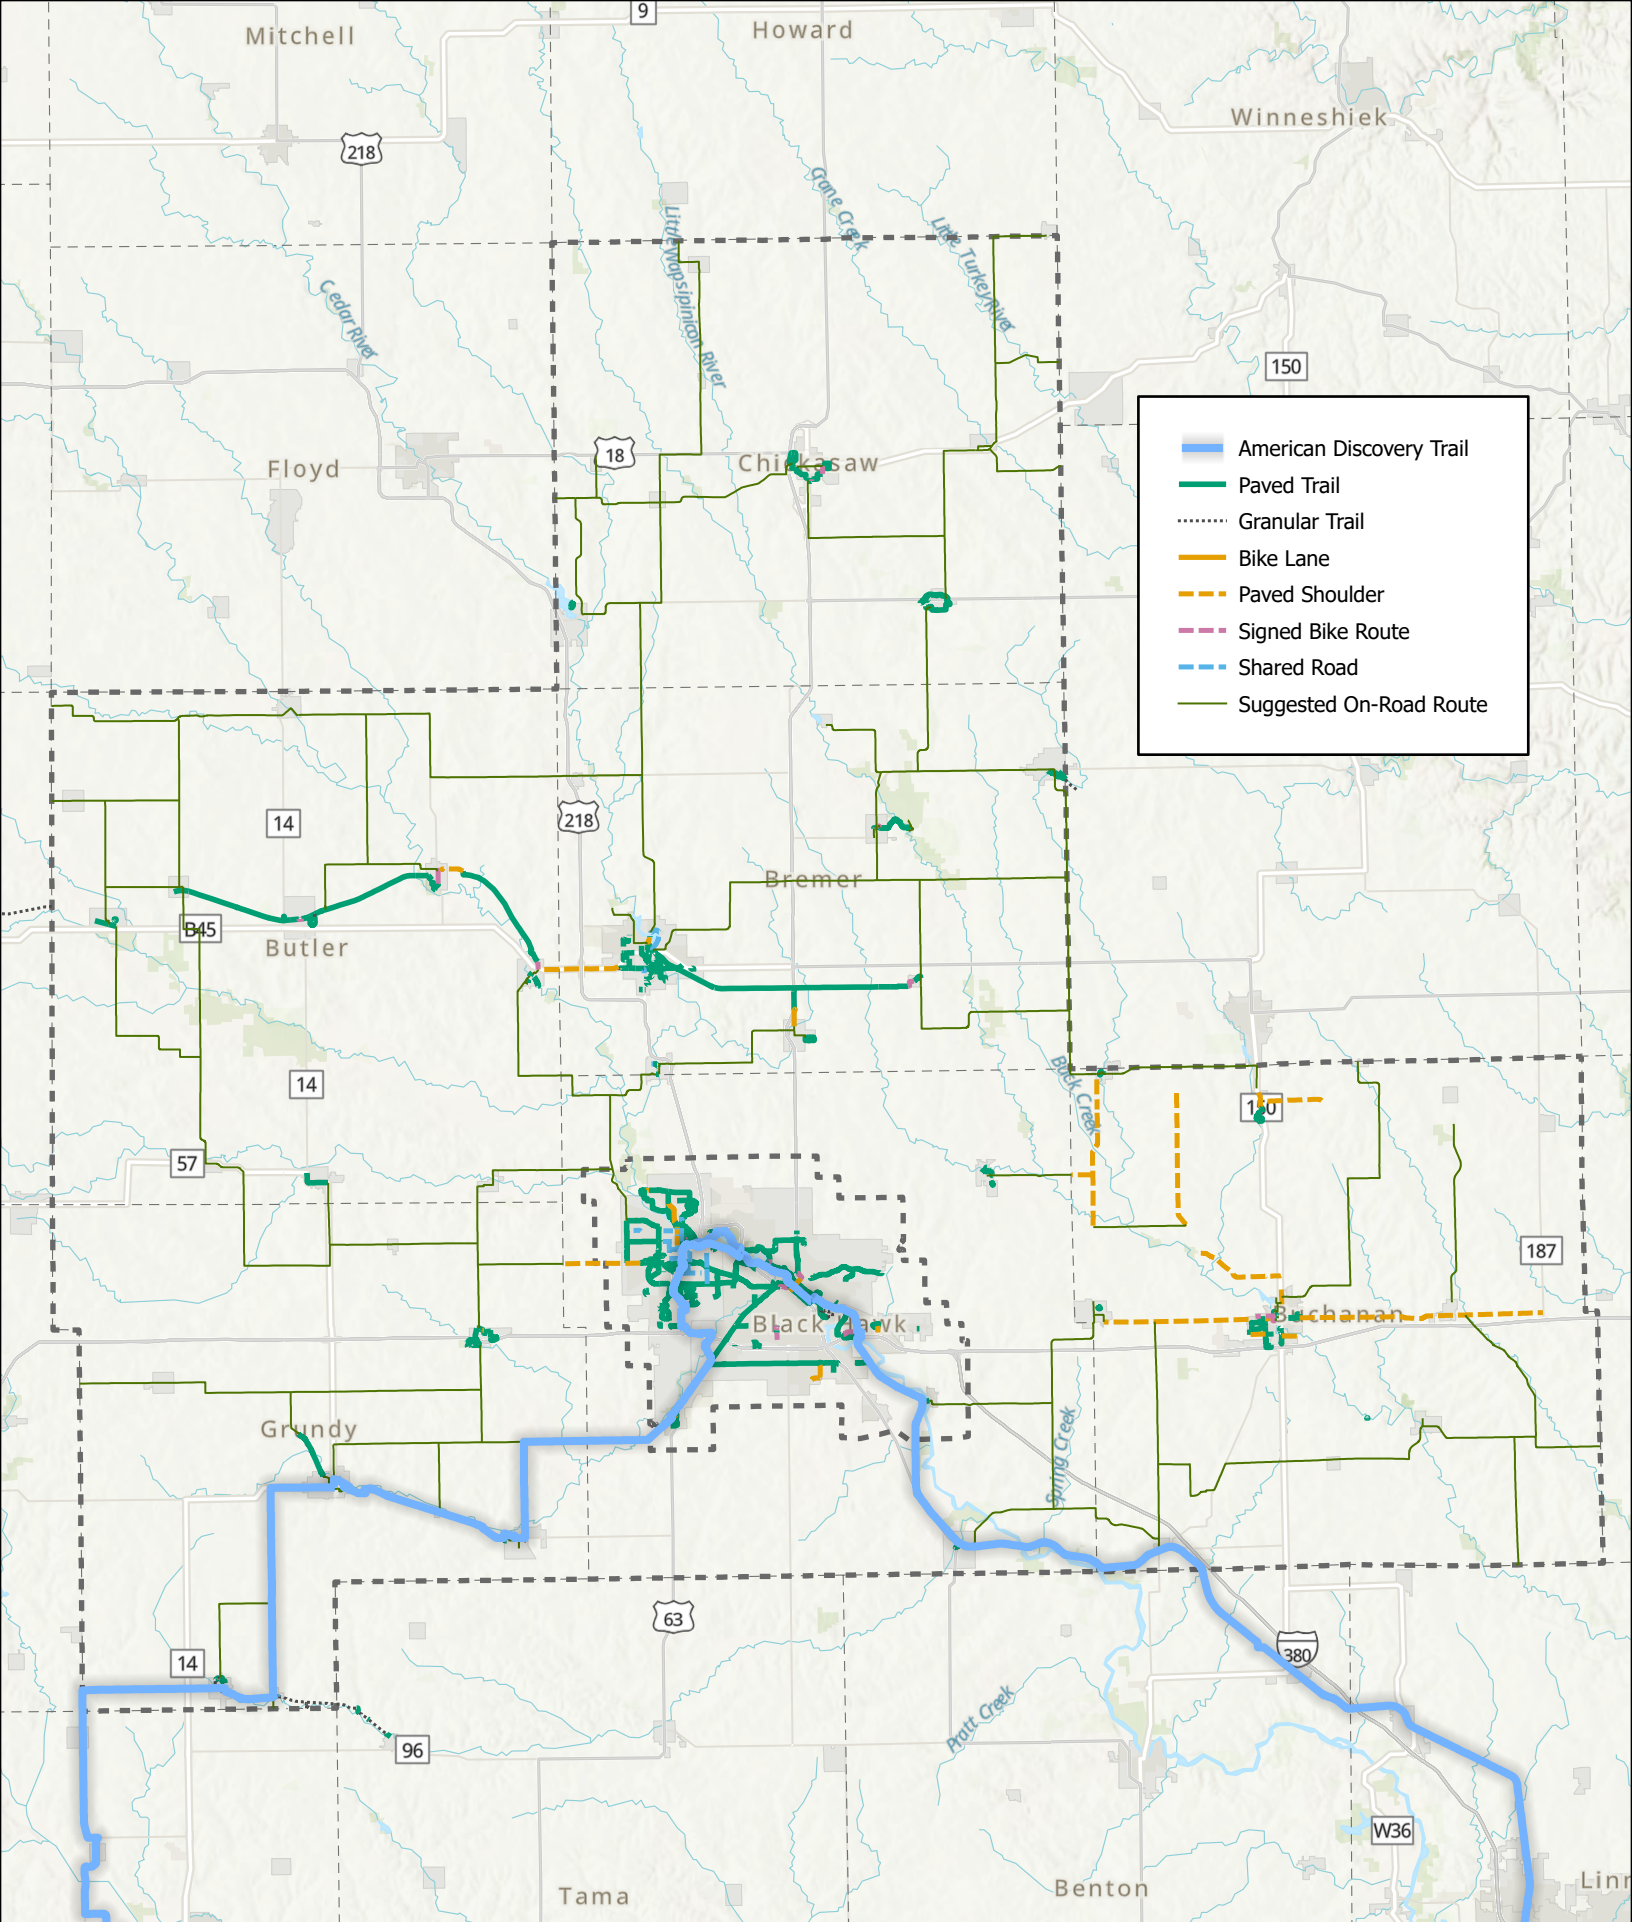 9
Mitchell
Howard
Winneshiek
218
Crane Creek
Little Wapsipinicon River
Little Turkey River
Cedar River
150
18
Floyd
Chickasaw
American Discovery Trail
Paved Trail
Granular Trail
Bike Lane
Paved Shoulder
Signed Bike Route
Shared Road
Suggested On-Road Route
14
218
Bremer
B45
Butler
14
Buck Creek
150
57
187
Black Hawk
Buchanan
Grundy
Spring Creek
63
14
380
Pratt Creek
96
W36
Tama
Benton
Linn